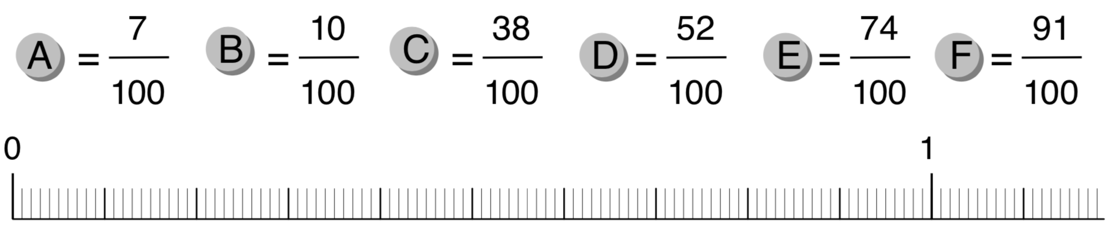 A = 7/100 B = 10/100 C = 38/100 D = 52/100 E = 74/100 F = 91/100
0 1